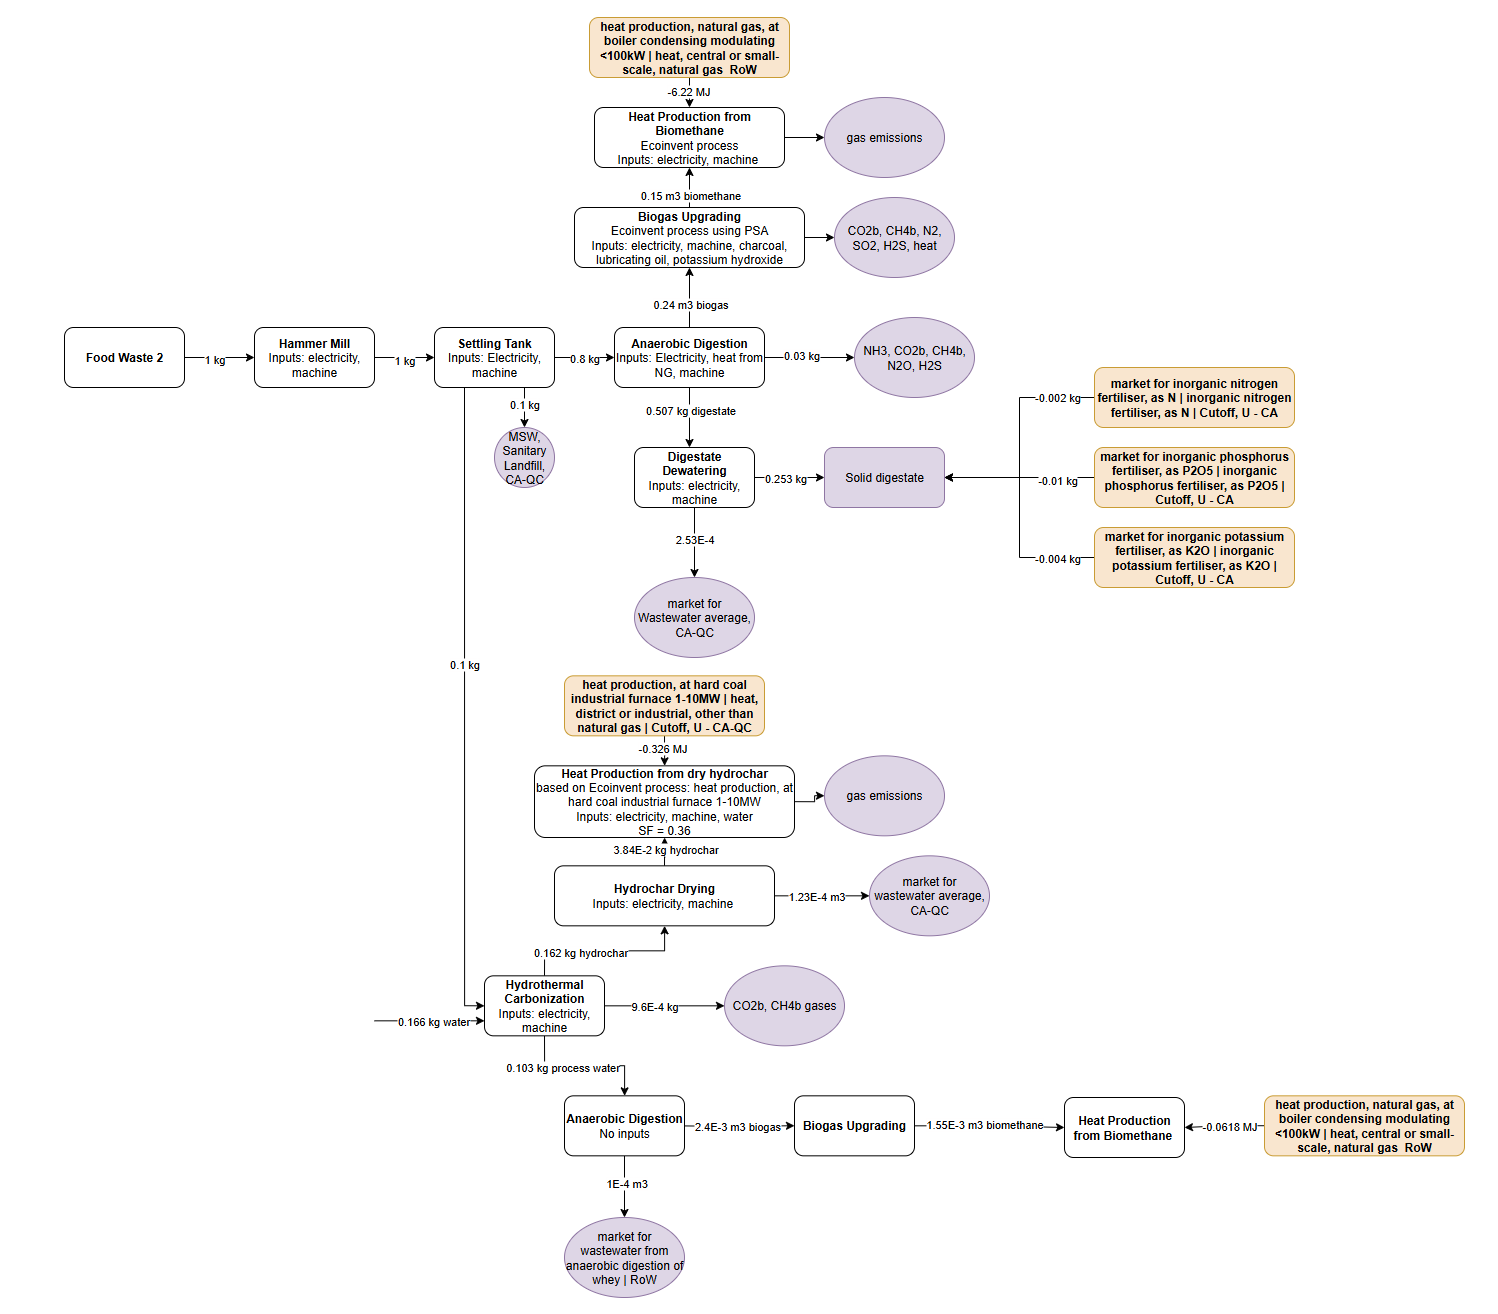 heat production, natural gas, at
boiler condensing modulating
<100kW | heat, central or small-
scale, natural gas  RoW
-6.22 MJ
Heat Production from
Biomethane
Ecoinvent process
Inputs: electricity, machine
gas emissions
0.15 m3 biomethane
Biogas Upgrading
Ecoinvent process using PSA
Inputs: electricity, machine, charcoal,
lubricating oil, potassium hydroxide
CO2b, CH4b, N2,
SO2, H2S, heat
0.24 m3 biogas
Food Waste 2
1 kg
Hammer Mill
Inputs: electricity,
machine
1 kg
Settling Tank
Inputs: Electricity,
machine
0.8 kg
Anaerobic Digestion
Inputs: Electricity, heat from
NG, machine
0.03 kg
NH3, CO2b, CH4b,
N2O, H2S
0.1 kg
MSW,
Sanitary
Landfill,
CA-QC
0.507 kg digestate
Digestate
Dewatering
Inputs: electricity,
machine
0.253 kg
Solid digestate
-0.002 kg
market for inorganic nitrogen
fertiliser, as N | inorganic nitrogen
fertiliser, as N | Cutoff, U - CA
-0.01 kg
market for inorganic phosphorus
fertiliser, as P2O5 | inorganic
phosphorus fertiliser, as P2O5 |
Cutoff, U - CA
-0.004 kg
market for inorganic potassium
fertiliser, as K2O | inorganic
potassium fertiliser, as K2O |
Cutoff, U - CA
2.53E-4
market for
Wastewater average,
CA-QC
0.1 kg
heat production, at hard coal
industrial furnace 1-10MW | heat,
district or industrial, other than
natural gas | Cutoff, U - CA-QC
-0.326 MJ
Heat Production from dry hydrochar
based on Ecoinvent process: heat production, at
hard coal industrial furnace 1-10MW
Inputs: electricity, machine, water
SF = 0.36
gas emissions
3.84E-2 kg hydrochar
Hydrochar Drying
Inputs: electricity, machine
1.23E-4 m3
market for
wastewater average,
CA-QC
0.162 kg hydrochar
Hydrothermal
Carbonization
Inputs: electricity,
machine
9.6E-4 kg
CO2b, CH4b gases
0.166 kg water
0.103 kg process water
Anaerobic Digestion
No inputs
2.4E-3 m3 biogas
Biogas Upgrading
1.55E-3 m3 biomethane
Heat Production
from Biomethane
-0.0618 MJ
heat production, natural gas, at
boiler condensing modulating
<100kW | heat, central or small-
scale, natural gas  RoW
1E-4 m3
market for
wastewater from
anaerobic digestion of
whey | RoW